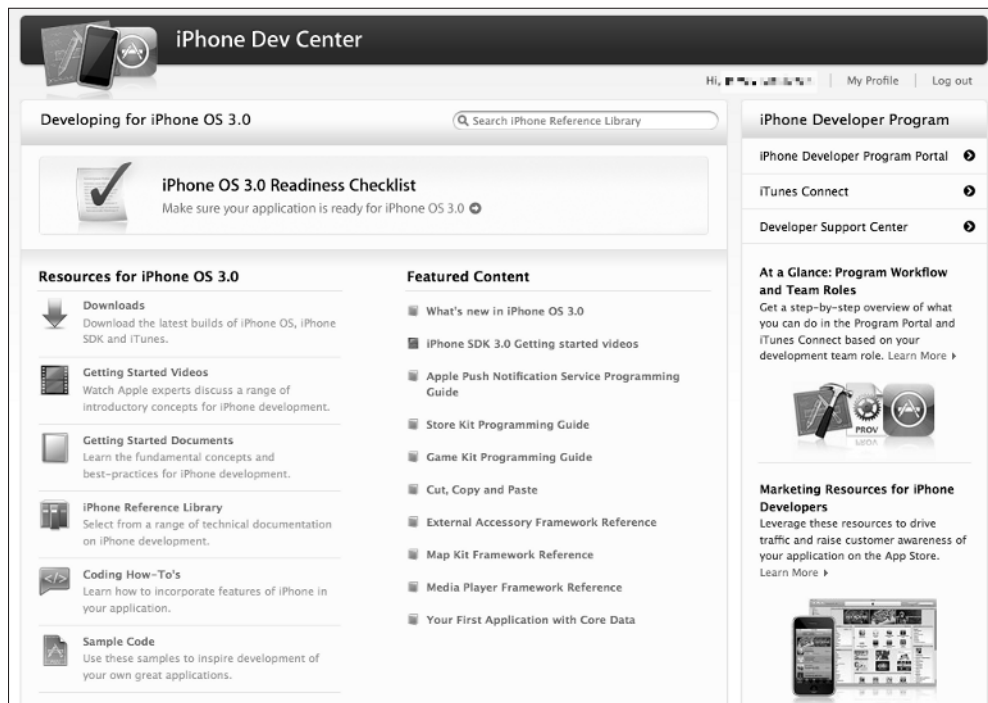 iPhone Dev Center
Hi,
My Profile
Log out
Developing for iPhone OS 3.0
Search iPhone Reference Library
iPhone OS 3.0 Readiness Checklist
Make sure your application is ready for iPhone OS 3.0
Resources for iPhone OS 3.0
Downloads
Download the latest builds of iPhone OS, iPhone
SDK and iTunes.
Getting Started Videos
Watch Apple experts discuss a range of
introductory concepts for iPhone development.
Getting Started Documents
Learn the fundamental concepts and
best-practices for iPhone development.
iPhone Reference Library
Select from a range of technical documentation
on iPhone development.
Coding How-To's
Learn how to incorporate features of iPhone in
your application.
Sample Code
Use these samples to inspire development of
your own great applications.
Featured Content
What's new in iPhone OS 3.0
iPhone SDK 3.0 Getting started videos
Apple Push Notification Service Programming
Guide
Store Kit Programming Guide
Game Kit Programming Guide
Cut, Copy and Paste
External Accessory Framework Reference
Map Kit Framework Reference
Media Player Framework Reference
Your First Application with Core Data
iPhone Developer Program
iPhone Developer Program Portal
iTunes Connect
Developer Support Center
At a Glance: Program Workflow
and Team Roles
Get a step-by-step overview of what
you can do in the Program Portal and
iTunes Connect based on your
development team role. Learn More
PROV
Marketing Resources for iPhone
Developers
Leverage these resources to drive
traffic and raise customer awareness of
your application on the App Store.
Learn More